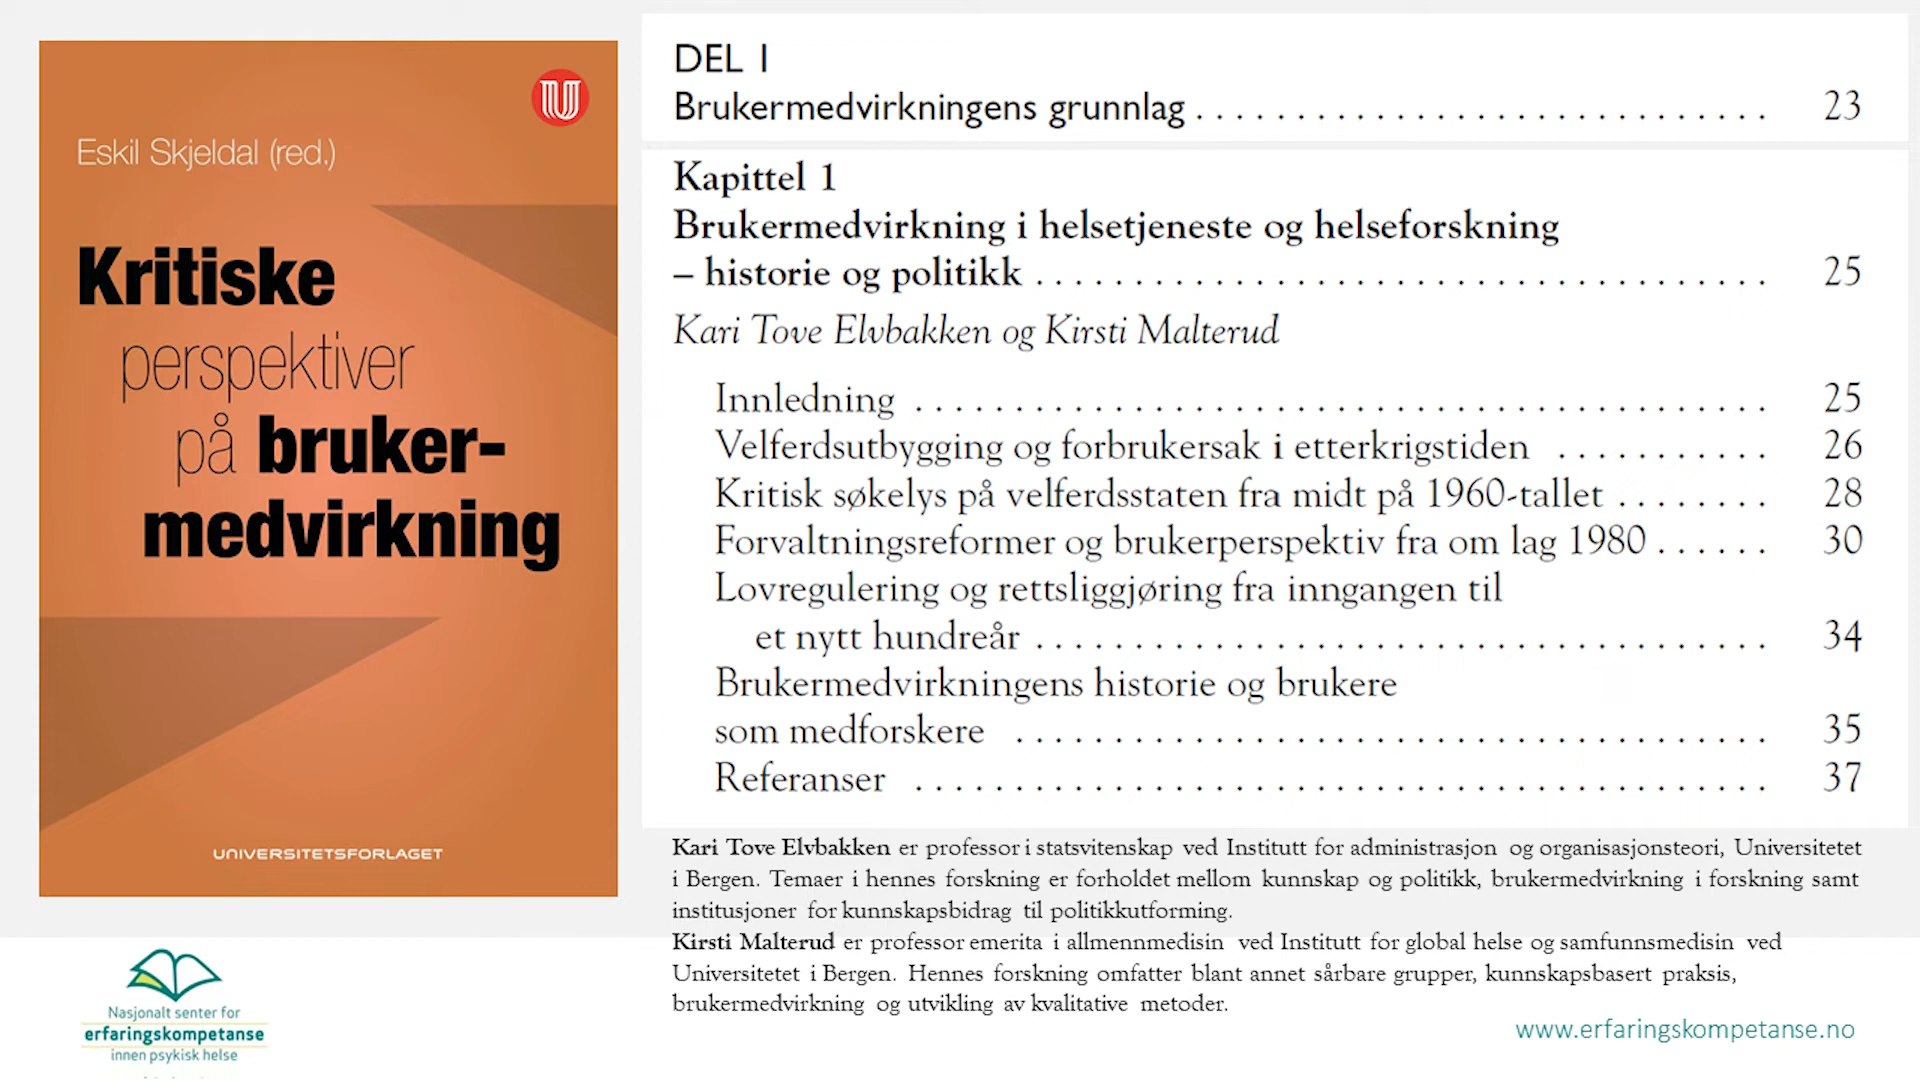 Eskil Skjeldal (red.)
Kritiske
perspektiver
på bruker-
medvirkning
UNIVERSITETSFORLAGET
Nasjonalt senter for
erfaringskompetanse
innen psykisk helse
DEL I
Brukermedvirkningens grunnlag . . . . . . . . . . . . . . . . . . . . . . . . . . . . . 23
Kapittel 1
Brukermedvirkning i helsetjeneste og helseforskning
– historie og politikk . . . . . . . . . . . . . . . . . . . . . . . . . . . . . . . . . . . . . 25
Kari Tove Elvbakken og Kirsti Malterud
Innledning . . . . . . . . . . . . . . . . . . . . . . . . . . . . . . . . . . . . . . . . . . . 25
Velferdsutbygging og forbrukersak i etterkrigstiden . . . . . . . . . . . 26
Kritisk søkelys på velferdsstaten fra midt på 1960-tallet . . . . . . . . 28
Forvaltningsreformer og brukerperspektiv fra om lag 1980 . . . . . . 30
Lovregulering og rettsliggjøring fra inngangen til
et nytt hundreår . . . . . . . . . . . . . . . . . . . . . . . . . . . . . . . . . . . . . 34
Brukermedvirkningens historie og brukere
som medforskere . . . . . . . . . . . . . . . . . . . . . . . . . . . . . . . . . . . . . . 35
Referanser . . . . . . . . . . . . . . . . . . . . . . . . . . . . . . . . . . . . . . . . . . . 37
Kari Tove Elvbakken er professor i statsvitenskap ved Institutt for administrasjon og organisasjonsteori, Universitetet
i Bergen. Temaer i hennes forskning er forholdet mellom kunnskap og politikk, brukermedvirkning i forskning samt
institusjoner for kunnskapsbidrag til politikkutforming.
Kirsti Malterud er professor emerita i allmennmedisin ved Institutt for global helse og samfunnsmedisin ved
Universitetet i Bergen. Hennes forskning omfatter blant annet sårbare grupper, kunnskapsbasert praksis,
brukermedvirkning og utvikling av kvalitative metoder.
www.erfaringskompetanse.no